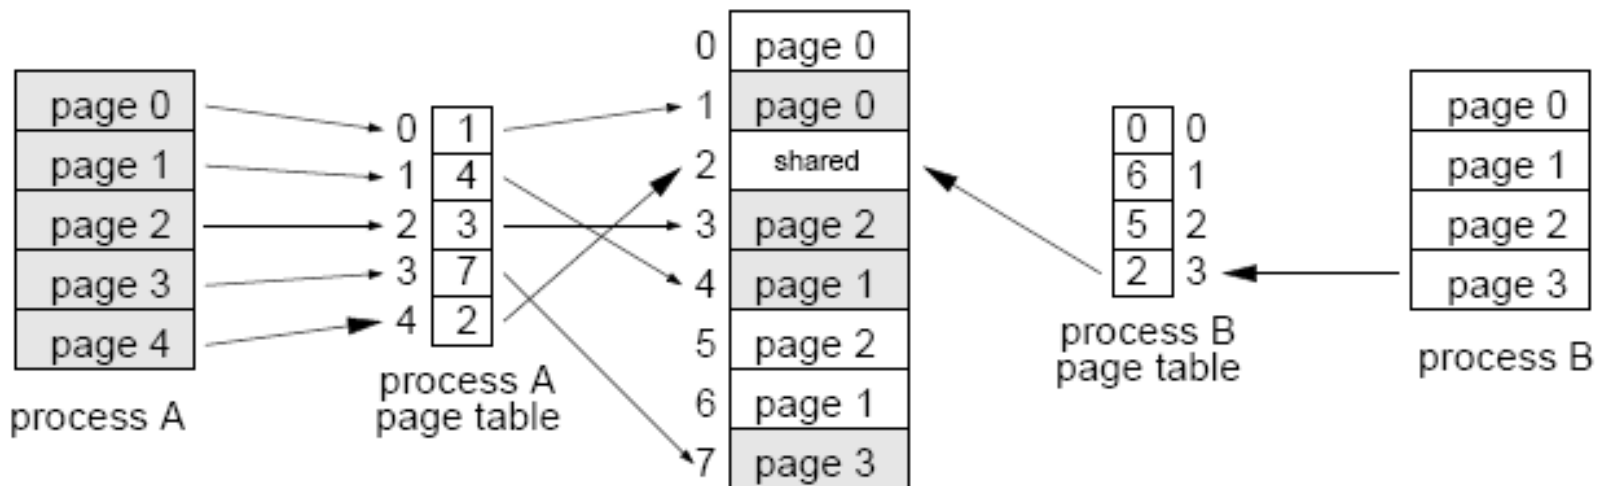 page 0
page 1
page 2
page 3
page 4
process A
0 1
1 4
2 3
3 7
4 2
process A
page table
0 page 0
1 page 0
2 shared
3 page 2
4 page 1
5 page 2
6 page 1
7 page 3
0 0
6 1
5 2
2 3
process B
page table
page 0
page 1
page 2
page 3
process B